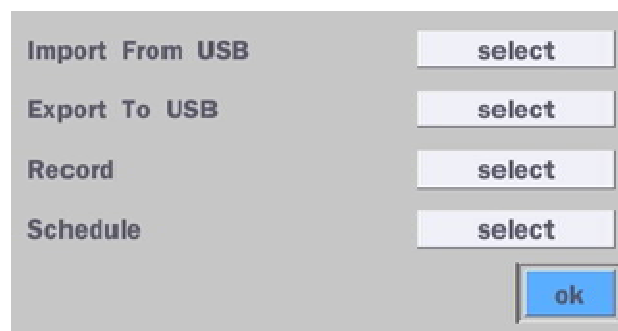 Import From USB select
Export To USB select
Record select
Schedule select
ok